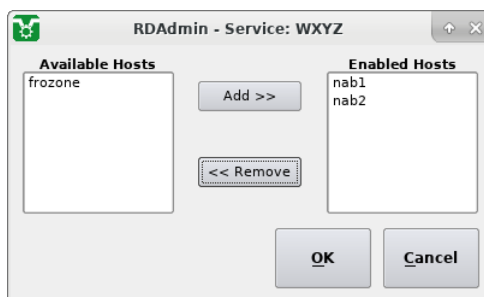 RDAdmin - Service: WXYZ
Available Hosts
Enabled Hosts
frozone
nab1
nab2
Add >>
<< Remove
OK
Cancel